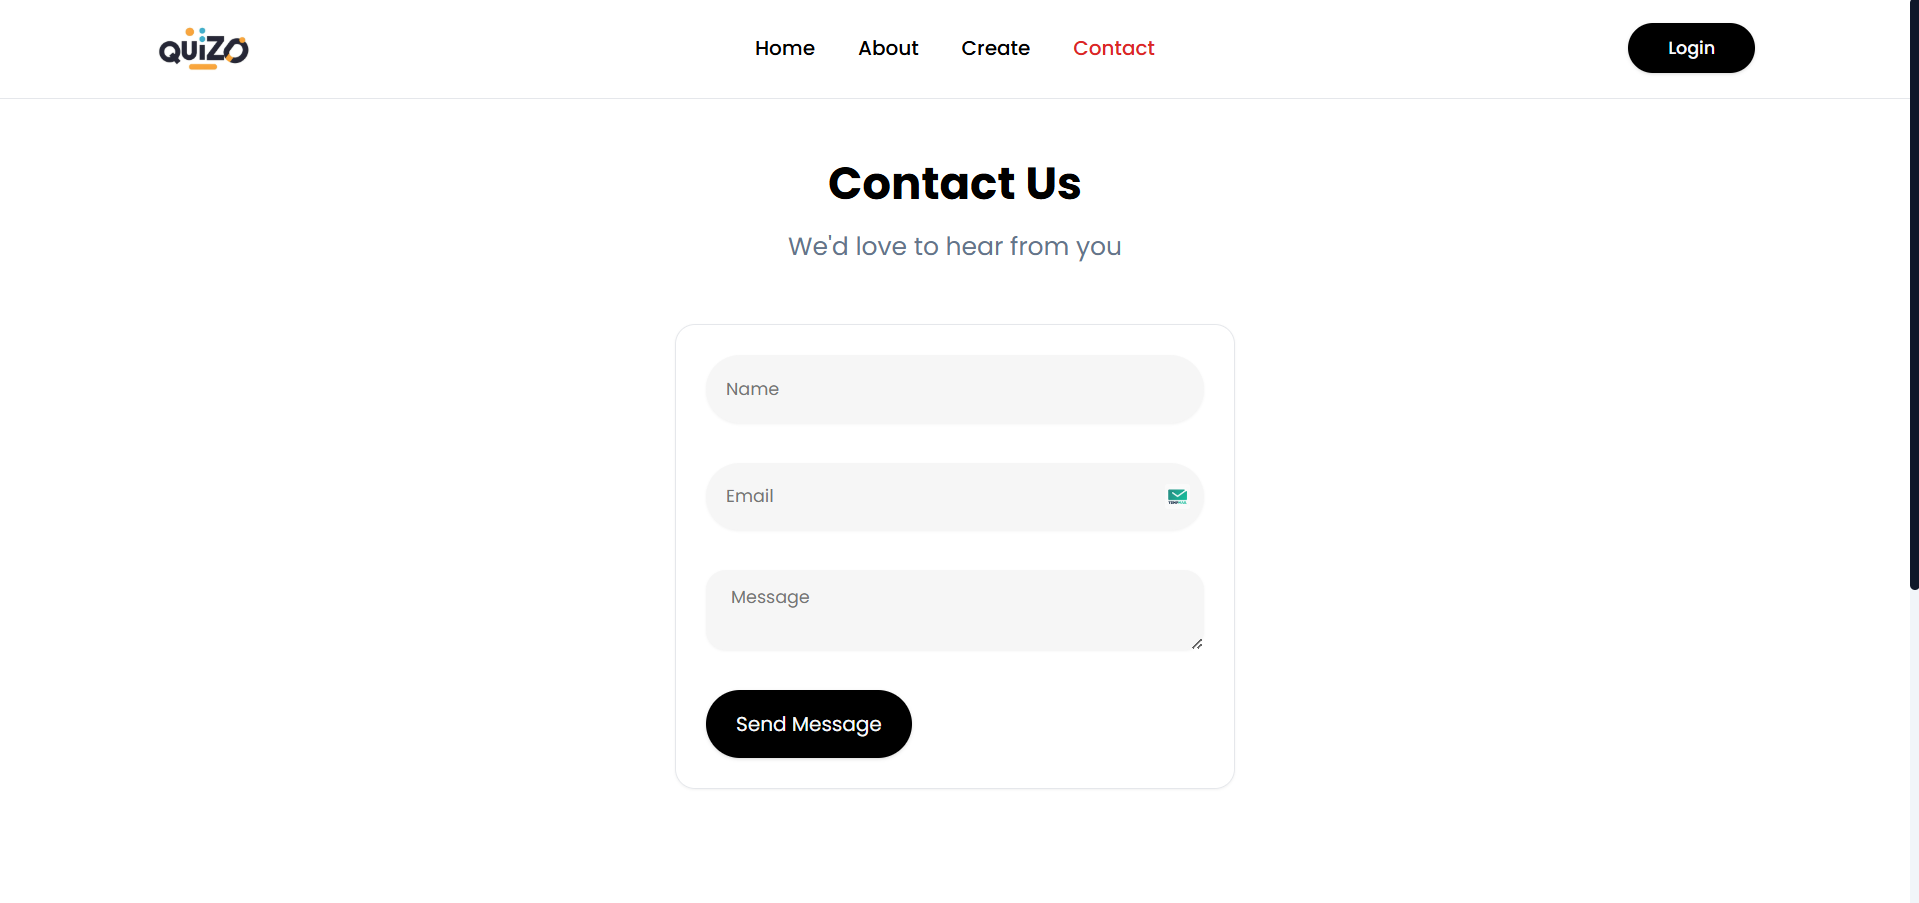 QUiZO
Home About Create Contact
Login
Contact Us
We'd love to hear from you
Name
Email
Message
Send Message